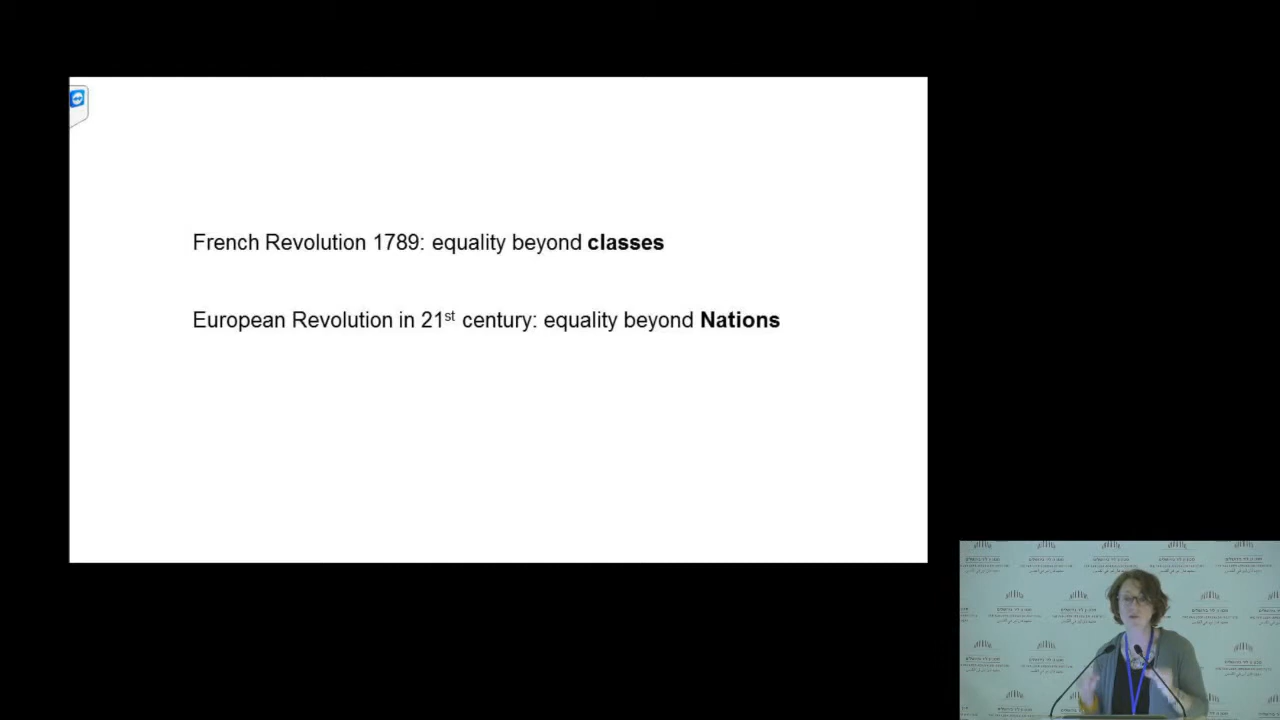 French Revolution 1789: equality beyond classes
European Revolution in 21st century: equality beyond Nations